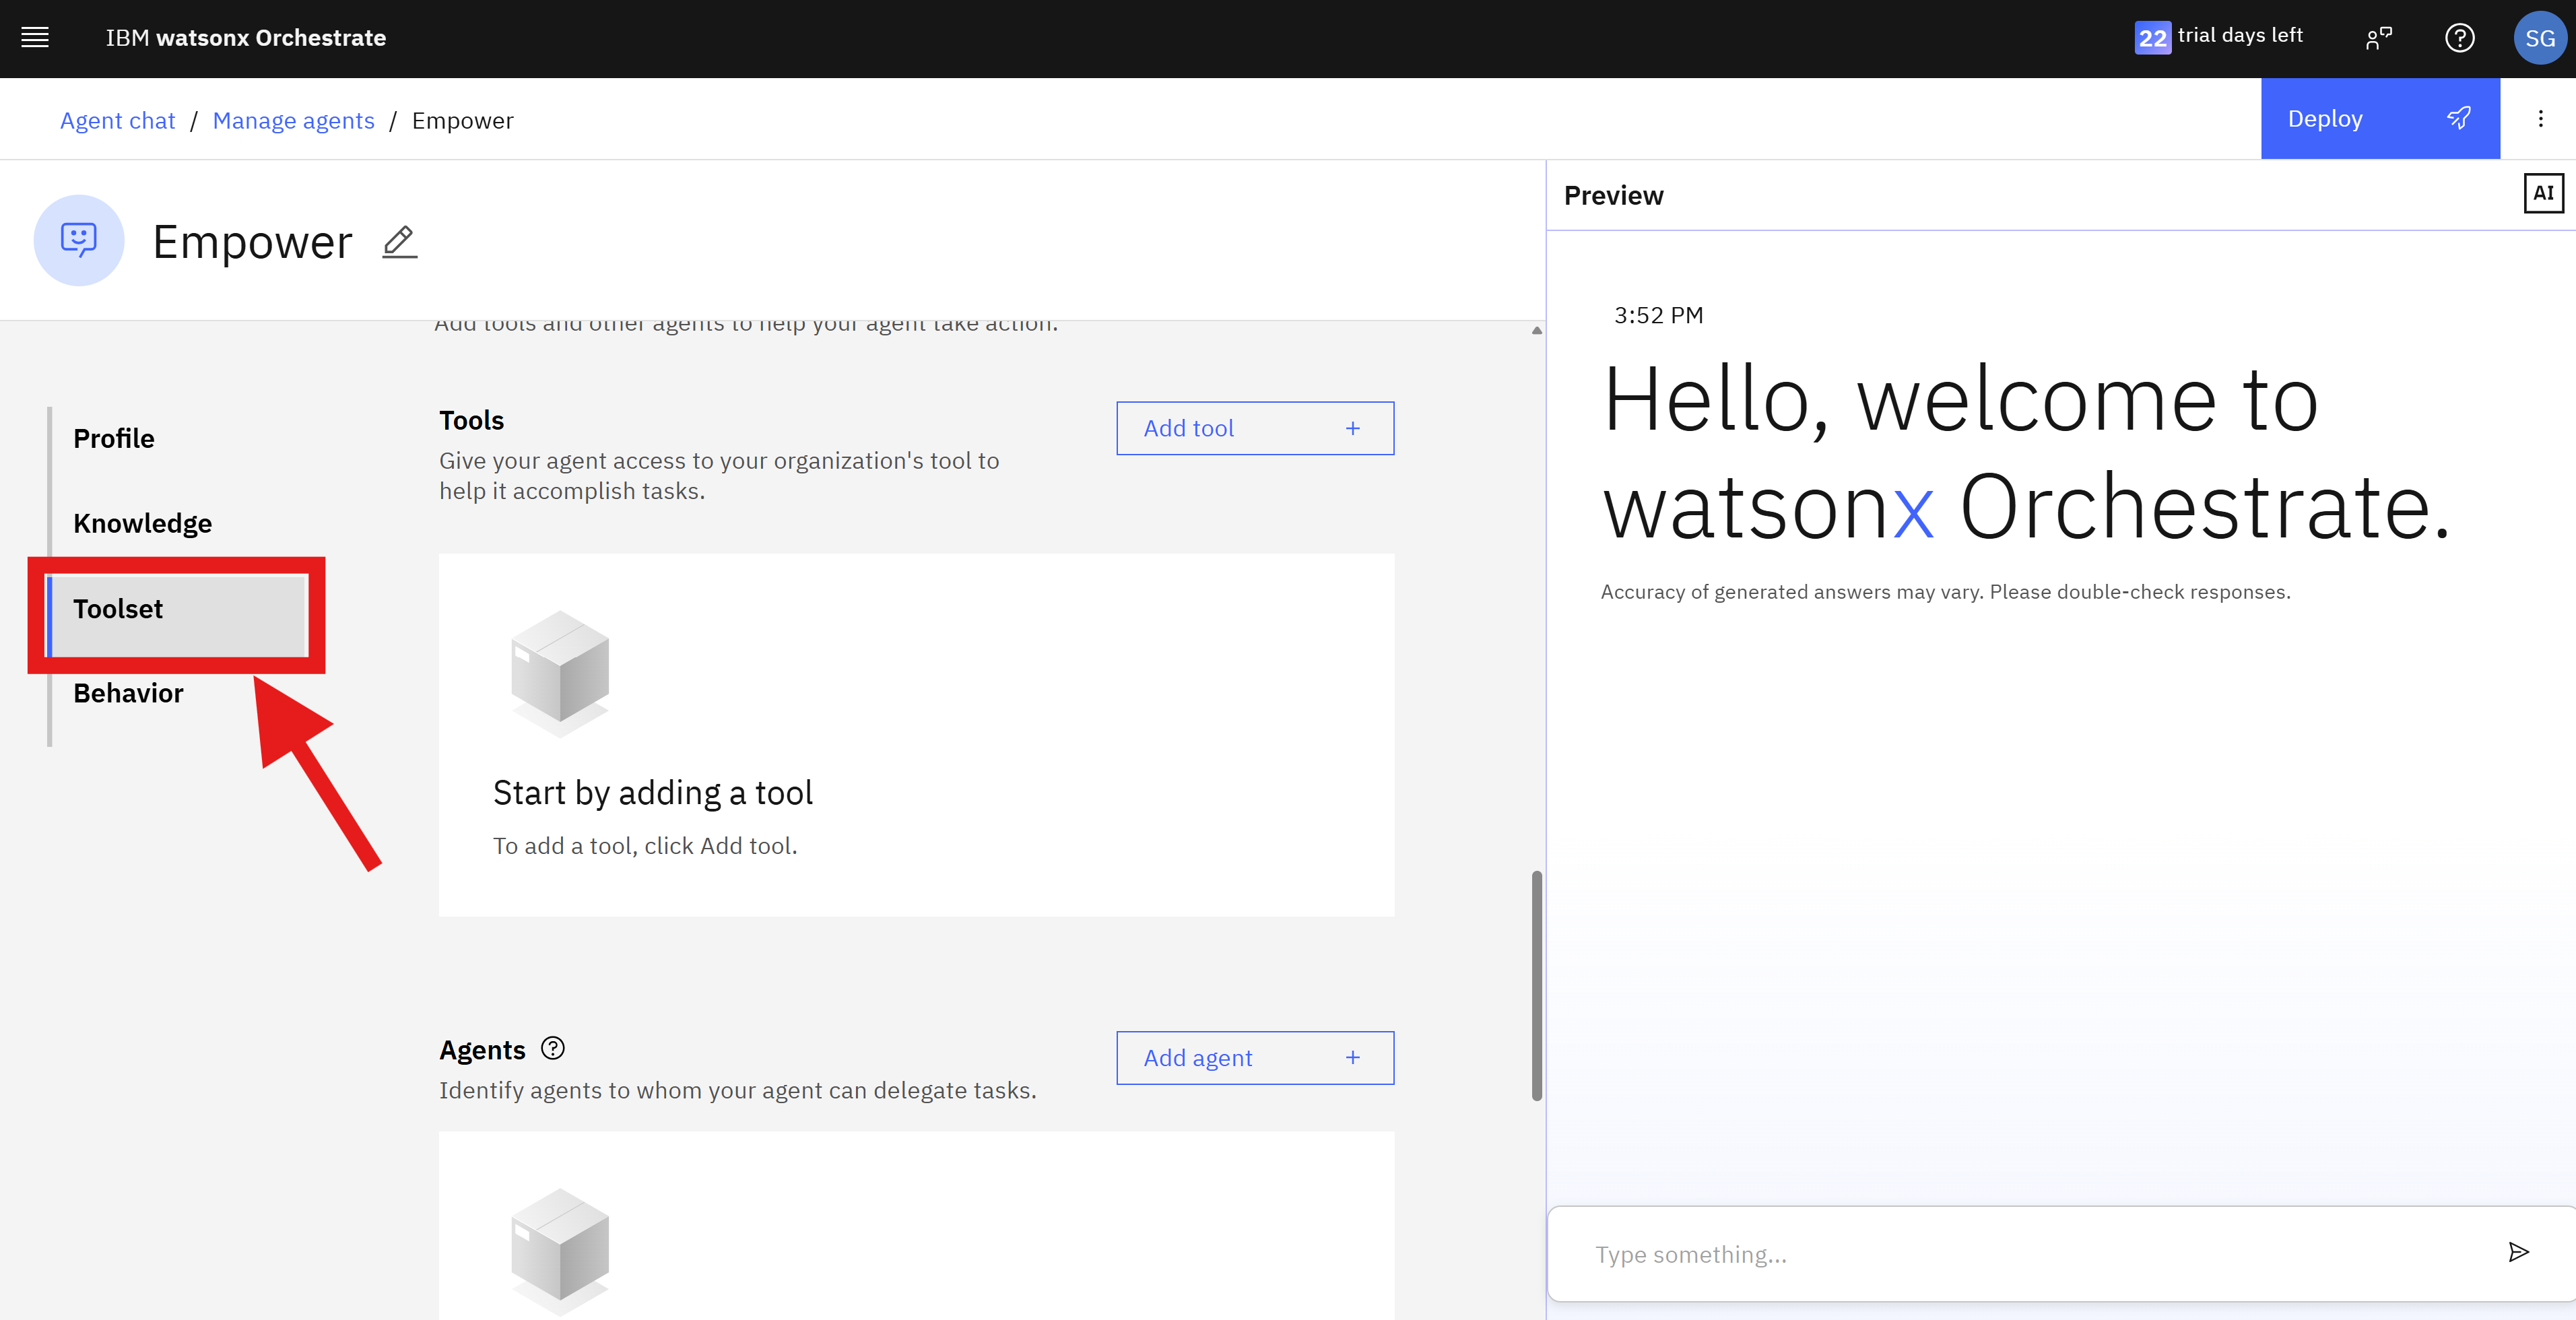 IBM watsonx Orchestrate
22 trial days left
SG
Agent chat / Manage agents / Empower
Deploy
Empower
Preview
AI
Add tools and other agents to help your agent take action.
Profile
Knowledge
Toolset
Behavior
Tools
Add tool +
Give your agent access to your organization's tool to
help it accomplish tasks.
Start by adding a tool
To add a tool, click Add tool.
Agents ?
Add agent +
Identify agents to whom your agent can delegate tasks.
3:52 PM
Hello, welcome to
watsonx Orchestrate.
Accuracy of generated answers may vary. Please double-check responses.
Type something...